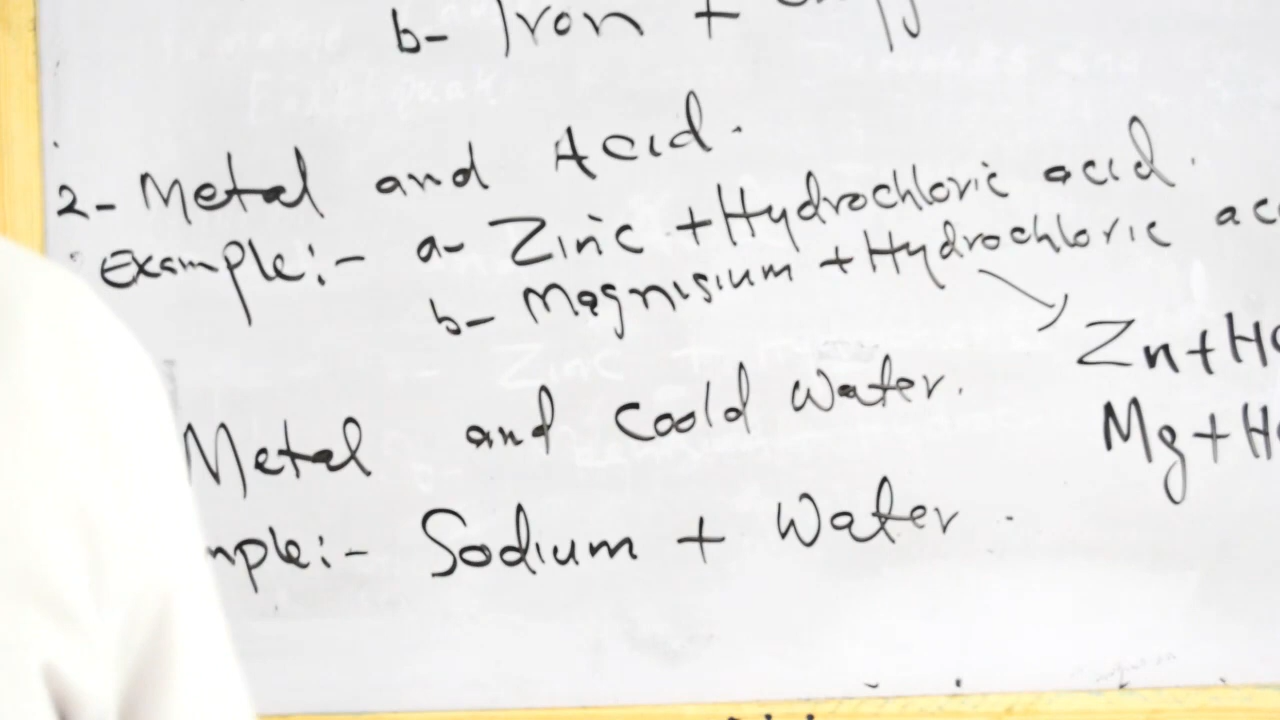 b- Iron +
2- Metal and Acid.
Example:- a- Zinc + Hydrochloric acid.
b- Magnisium + Hydrochloric
Zn + H
Mg + H
Metal and Coold Water.
mple:- Sodium + Water.